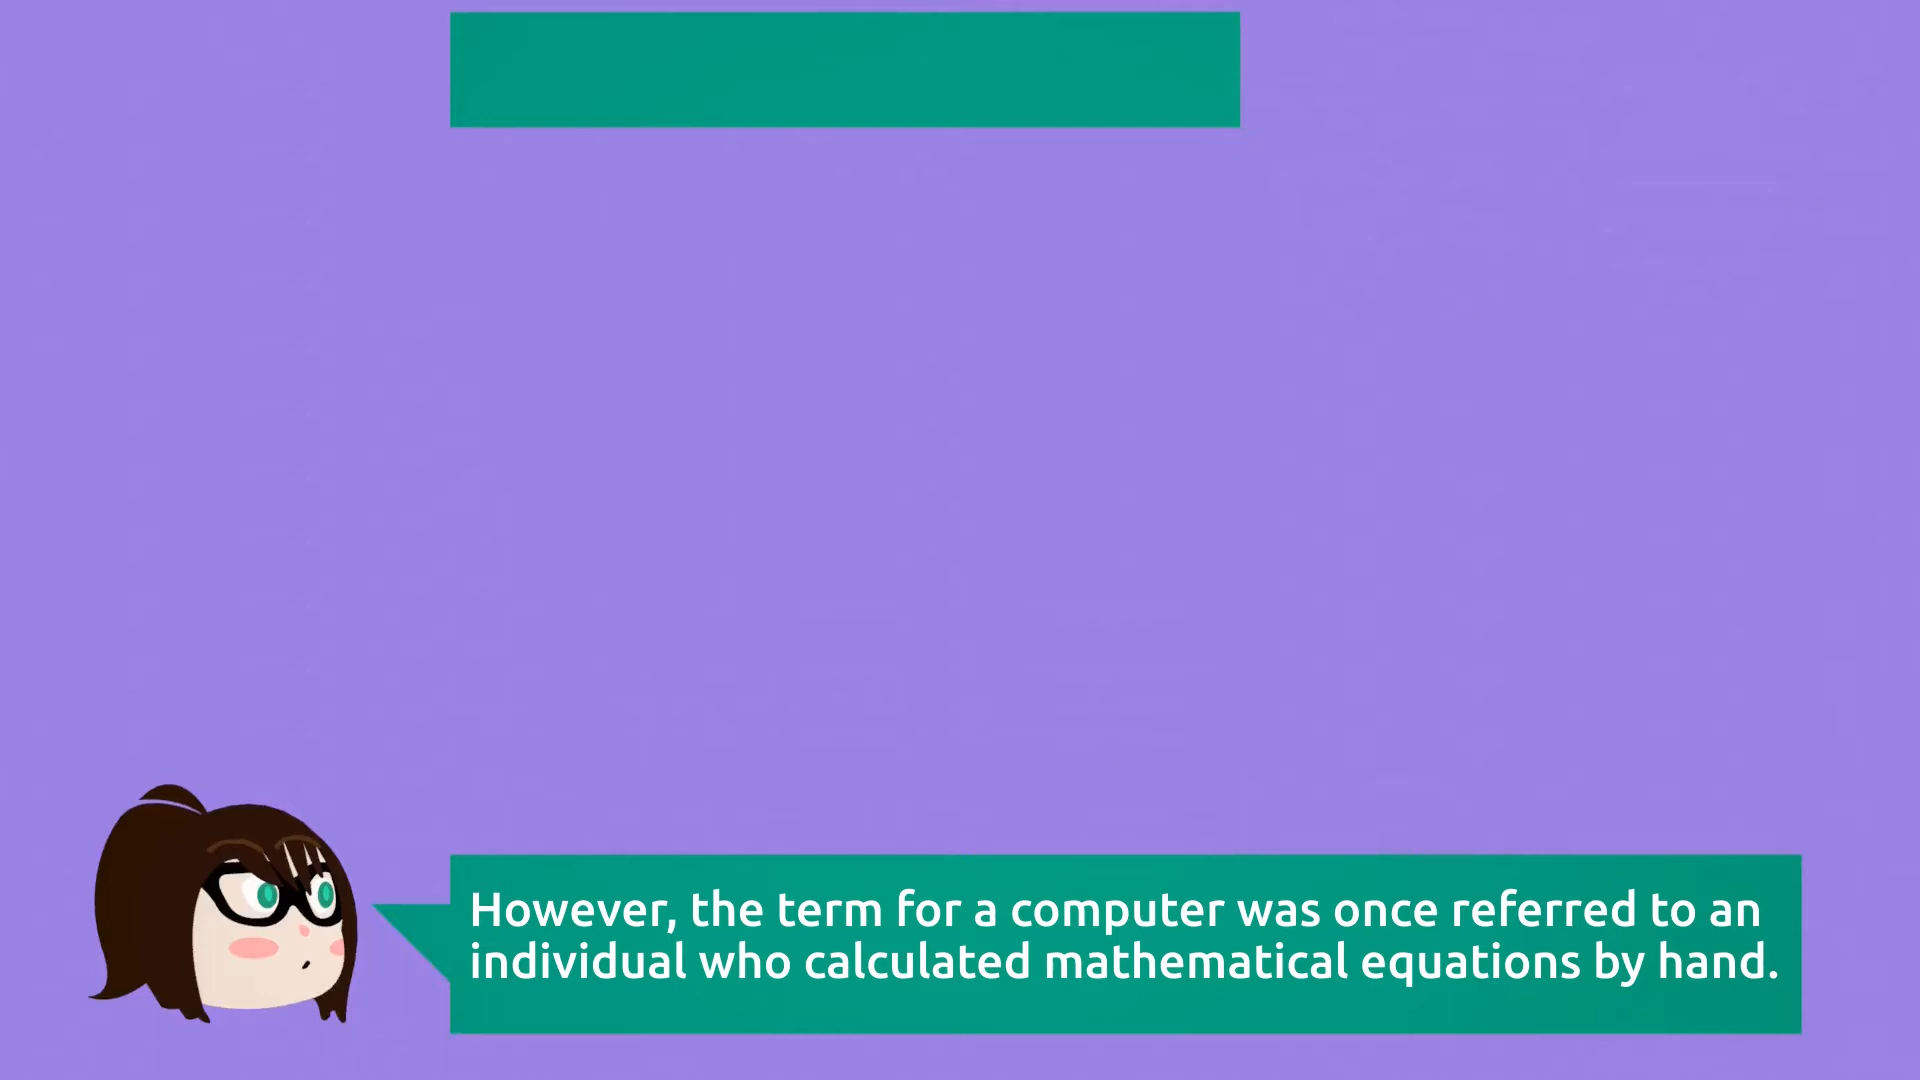 However, the term for a computer was once referred to an
individual who calculated mathematical equations by hand.